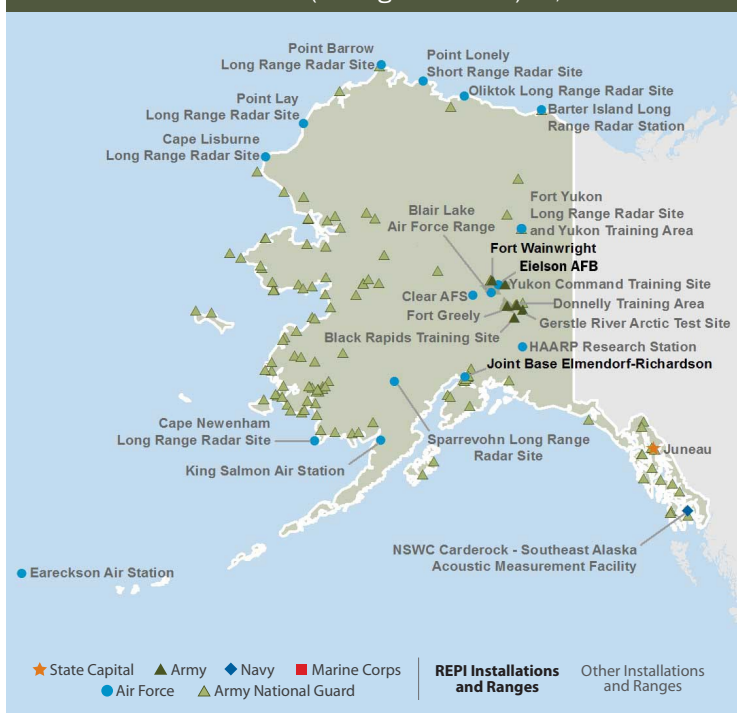 Point Barrow
Long Range Radar Site
Point Lonely
Short Range Radar Site
Oliktok Long Range Radar Site
Barter Island Long
Range Radar Station
Point Lay
Long Range Radar Site
Cape Lisburne
Long Range Radar Site
Fort Yukon
Long Range Radar Site
and Yukon Training Area
Blair Lake
Air Force Range
Fort Wainwright
Eielson AFB
Yukon Command Training Site
Clear AFS
Donnelly Training Area
Fort Greely
Gerstle River Arctic Test Site
Black Rapids Training Site
HAARP Research Station
Joint Base Elmendorf-Richardson
Cape Newenham
Long Range Radar Site
Sparrevohn Long Range
Radar Site
King Salmon Air Station
Juneau
NSWC Carderock - Southeast Alaska
Acoustic Measurement Facility
Eareckson Air Station
State Capital
Army
Navy
Marine Corps
Air Force
Army National Guard
REPI Installations
and Ranges
Other Installations
and Ranges